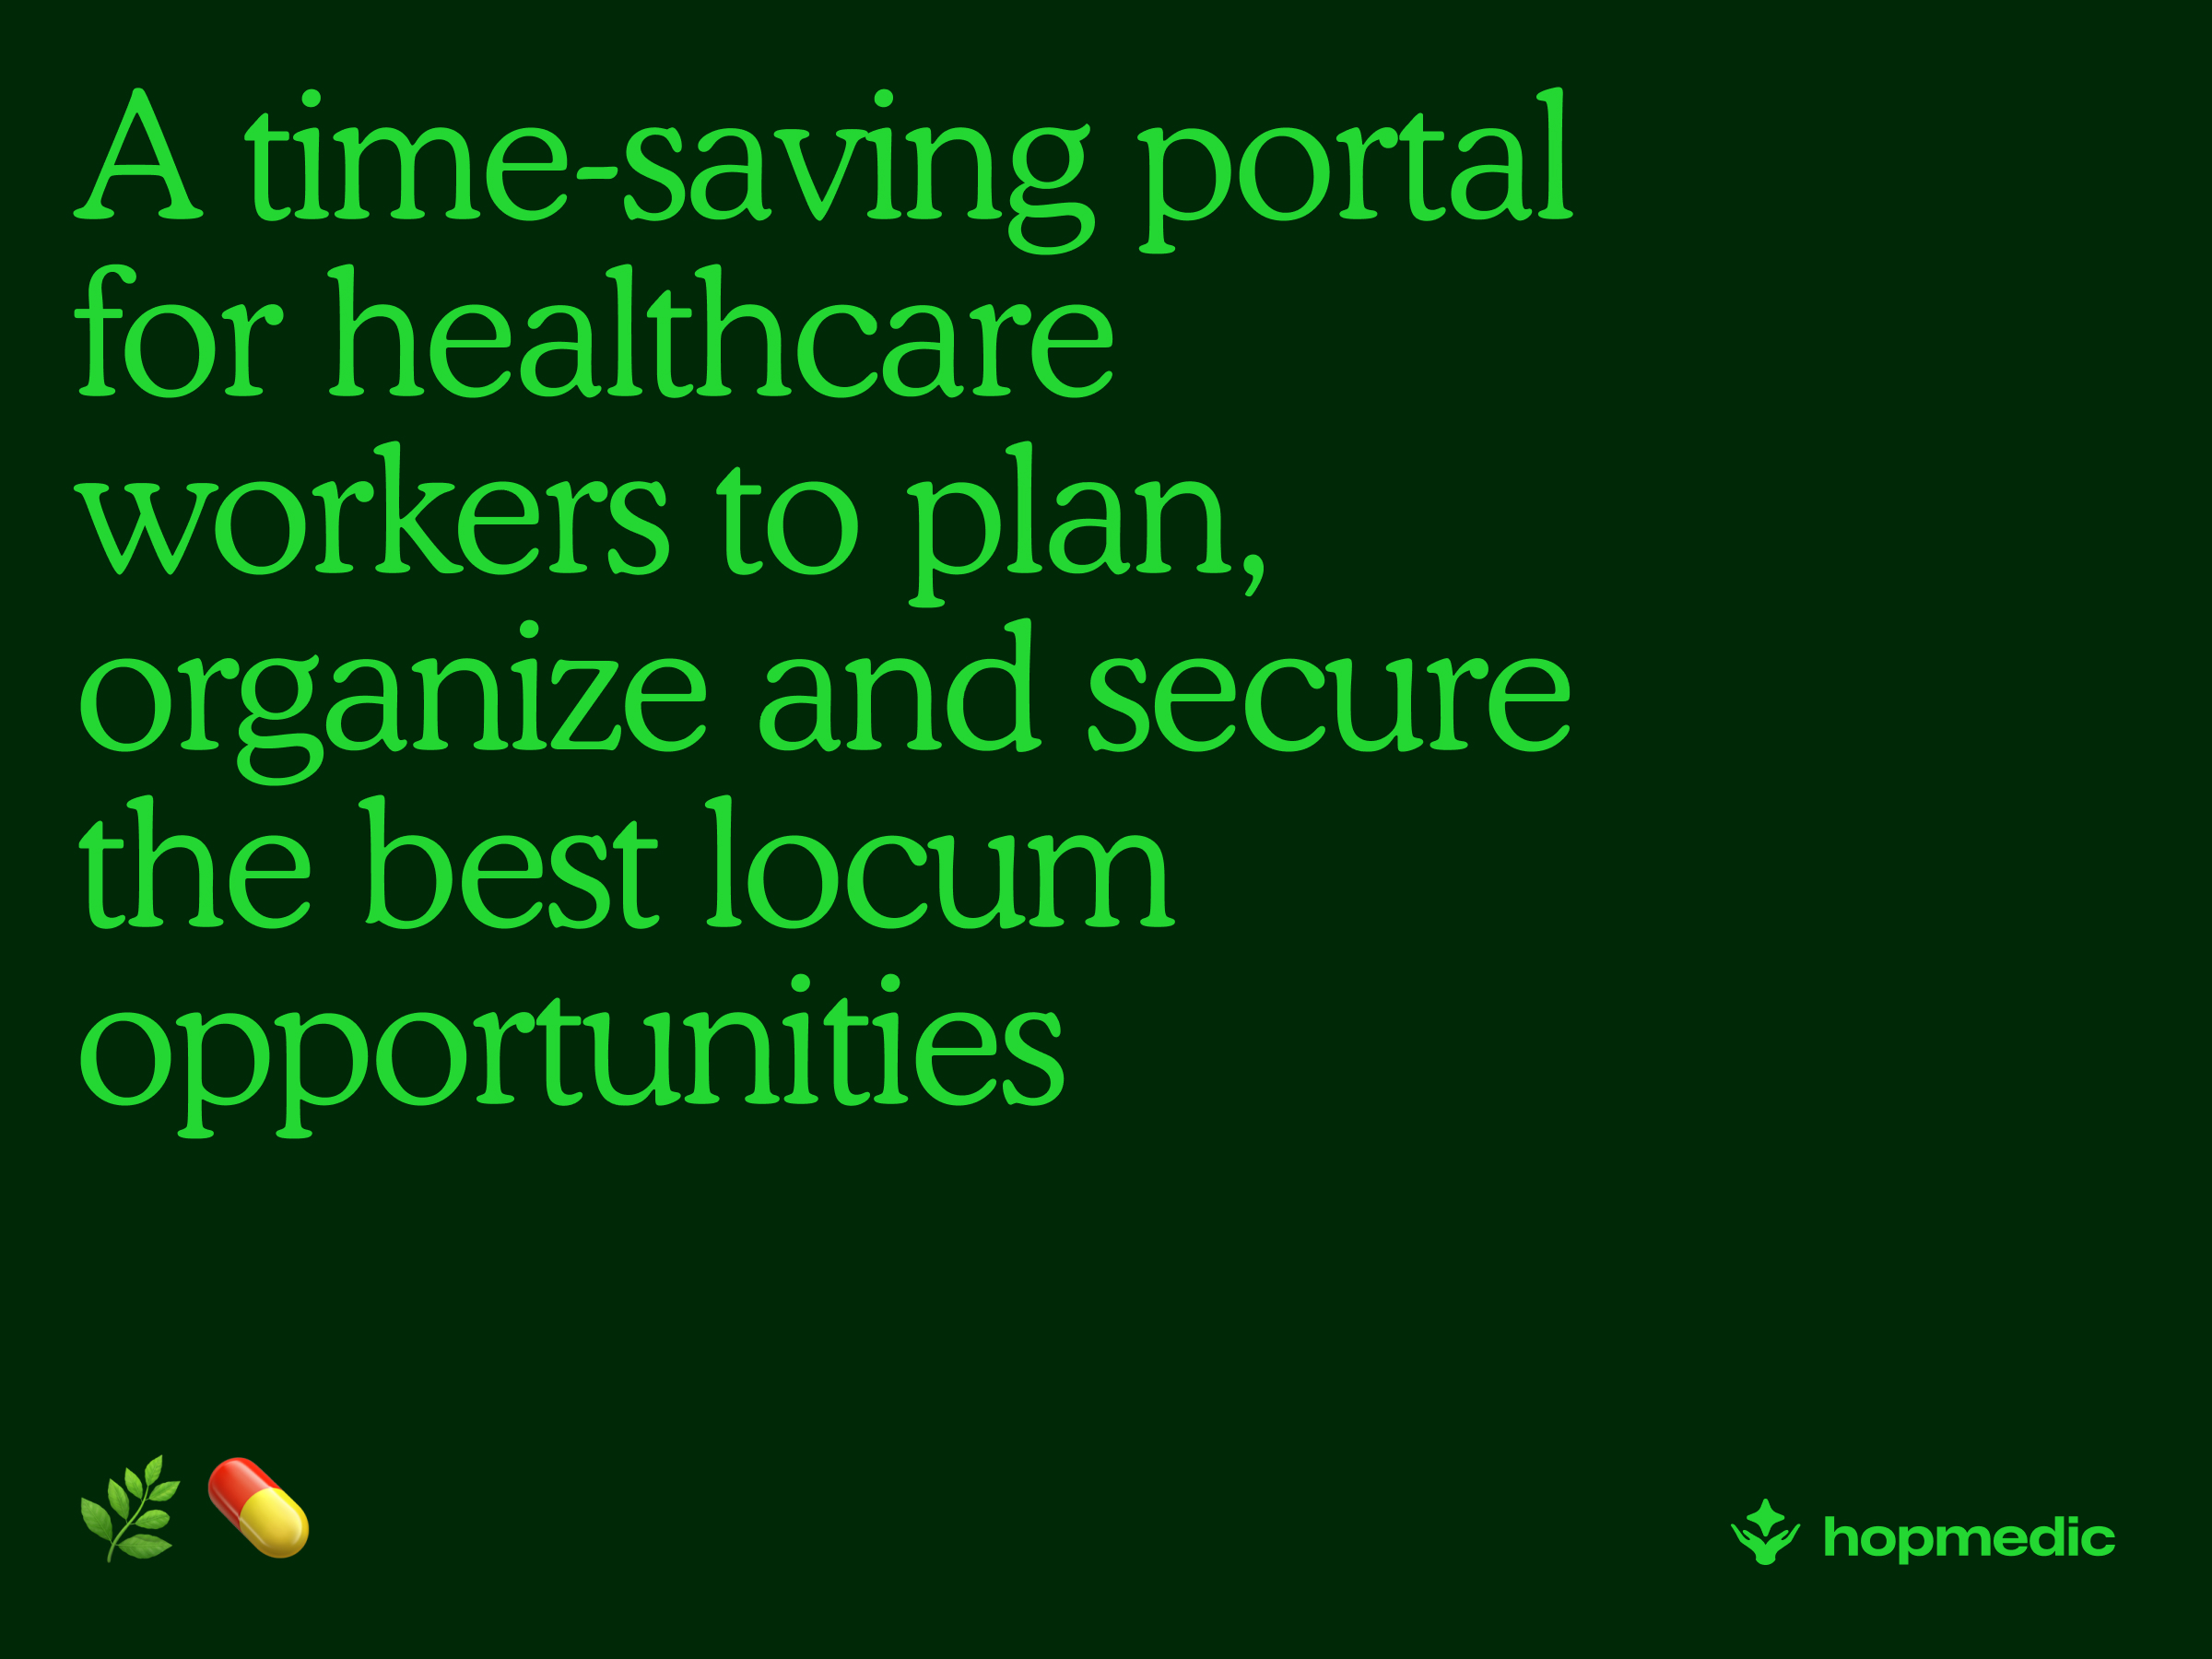 A time-saving portal
for healthcare
workers to plan,
organize and secure
the best locum
opportunities
hopmedic